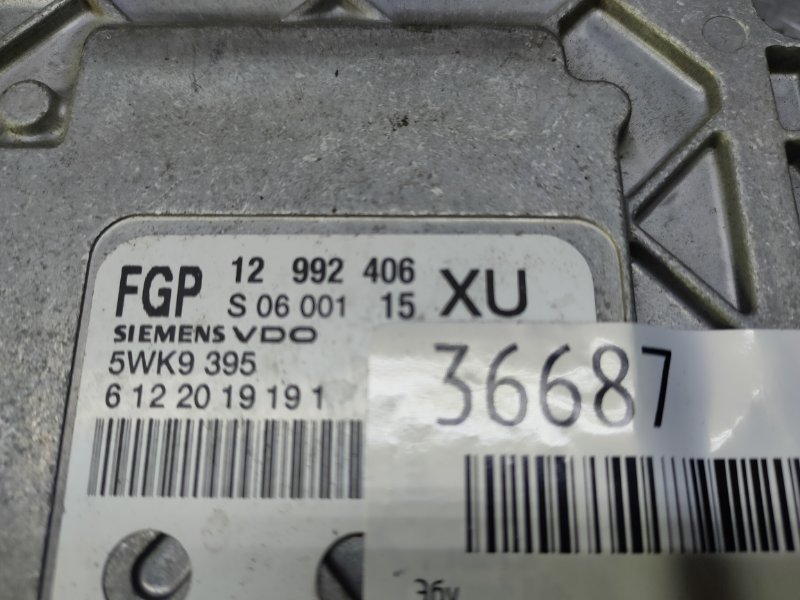 FGP 12 992 406 XU
S 06 001 15
SIEMENS VDO
5WK9 395
6 12 20 19 19 1
36687